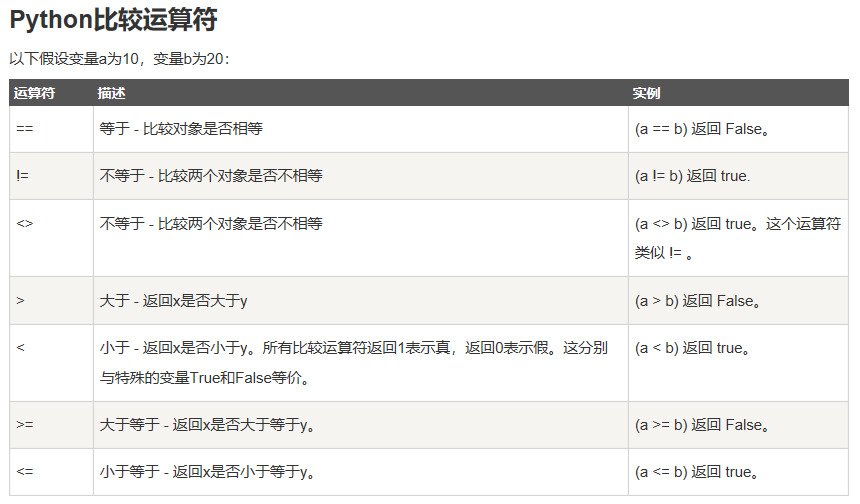 Python比较运算符
以下假设变量a为10，变量b为20：
运算符 描述 实例
== 等于 - 比较对象是否相等 (a == b) 返回 False。
!= 不等于 - 比较两个对象是否不相等 (a != b) 返回 true.
<> 不等于 - 比较两个对象是否不相等 (a <> b) 返回 true。这个运算符
类似 != 。
> 大于 - 返回x是否大于y (a > b) 返回 False。
< 小于 - 返回x是否小于y。所有比较运算符返回1表示真，返回0表示假。这分别 (a < b) 返回 true。
与特殊的变量True和False等价。
>= 大于等于 - 返回x是否大于等于y。 (a >= b) 返回 False。
<= 小于等于 - 返回x是否小于等于y。 (a <= b) 返回 true。